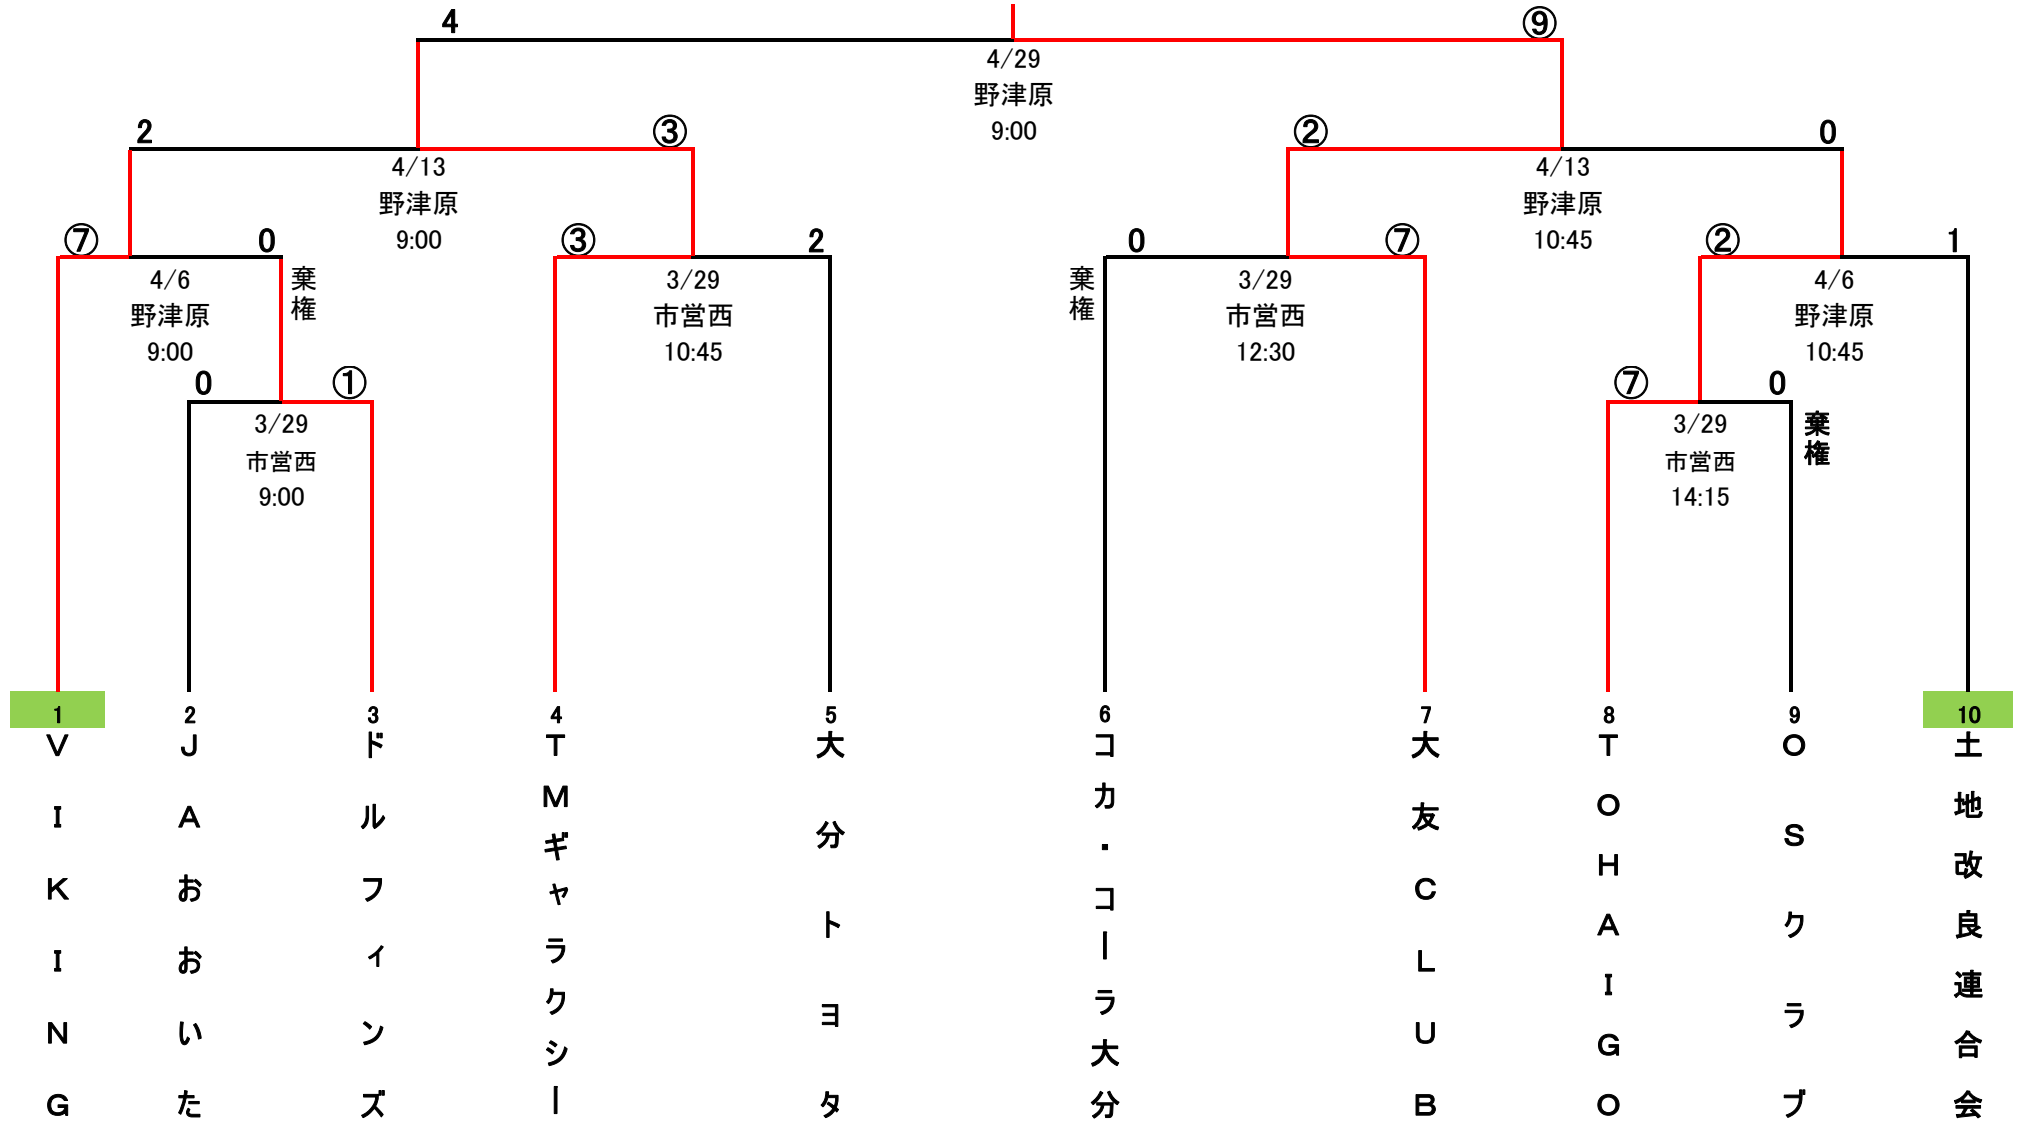 4
⑨
4/29
野津原
9:00
2
③
②
0
4/13
野津原
9:00
4/13
野津原
10:45
⑦
0
棄権
③
2
0
棄権
⑦
②
1
4/6
野津原
9:00
3/29
市営西
10:45
3/29
市営西
12:30
4/6
野津原
10:45
0
①
⑦
0
棄権
3/29
市営西
9:00
3/29
市営西
14:15
1
2
3
4
5
6
7
8
9
10
ＶＩＫＩＮＧ
ＪＡおおいた
ドルフィンズ
ＴＭギャラクシー
大分トヨタ
コカ・コーラ大分
大友ＣＬＵＢ
ＴＯＨＡＩＧＯ
ＯＳクラブ
土地改良連合会